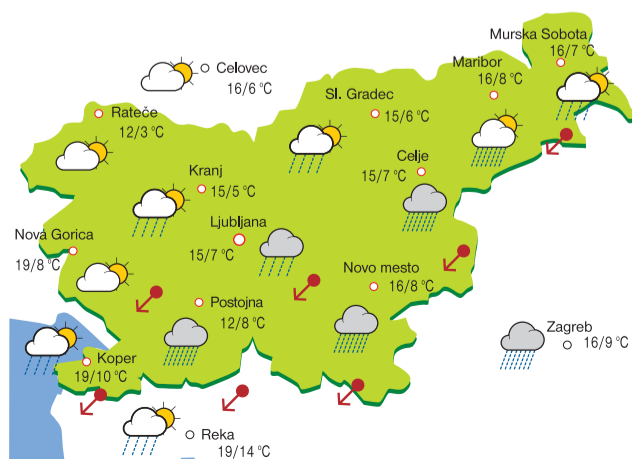 Murska Sobota
16/7 °C
Celovec
16/6 °C
Maribor
16/8 °C
Sl. Gradec
15/6 °C
Rateče
12/3 °C
Celje
15/7 °C
Kranj
15/5 °C
Ljubljana
15/7 °C
Nova Gorica
19/8 °C
Novo mesto
16/8 °C
Postojna
12/8 °C
Zagreb
16/9 °C
Koper
19/10 °C
Reka
19/14 °C